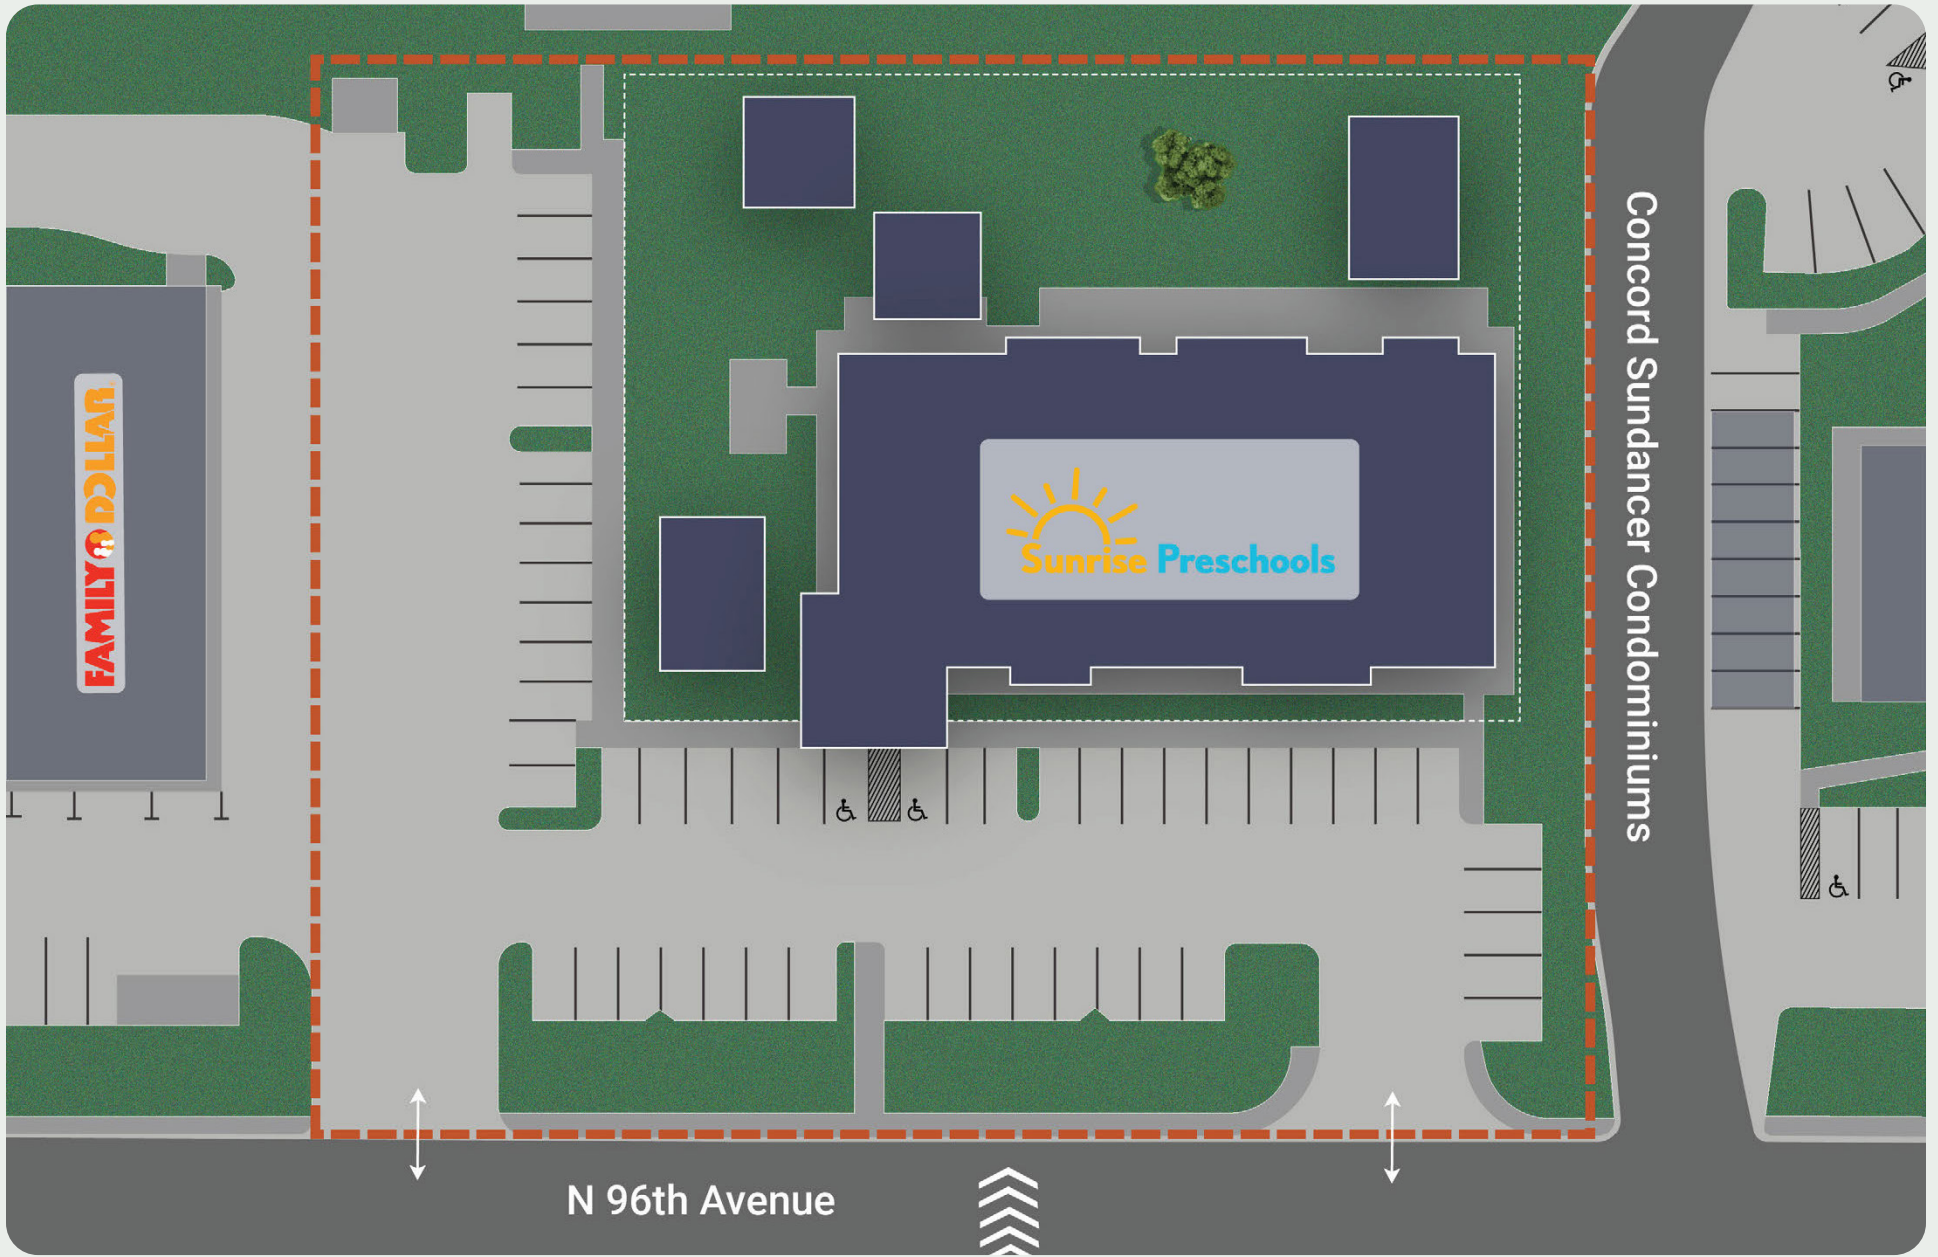 FAMILY DOLLAR
Sunrise Preschools
Concord Sundancer Condominiums
N 96th Avenue